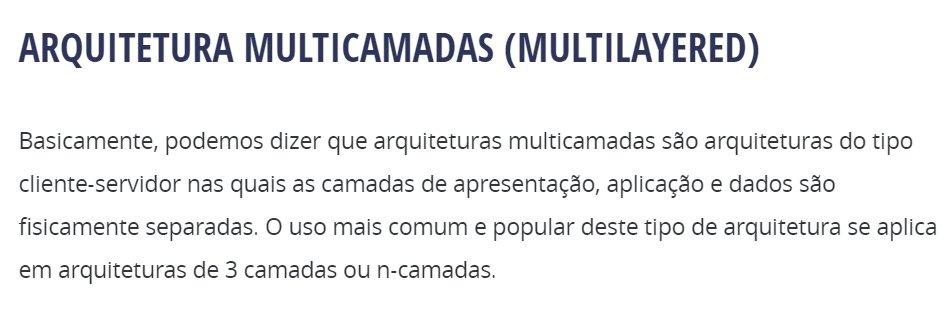 ARQUITETURA MULTICAMADAS (MULTILAYERED)
Basicamente, podemos dizer que arquiteturas multicamadas são arquiteturas do tipo
cliente-servidor nas quais as camadas de apresentação, aplicação e dados são
fisicamente separadas. O uso mais comum e popular deste tipo de arquitetura se aplica
em arquiteturas de 3 camadas ou n-camadas.